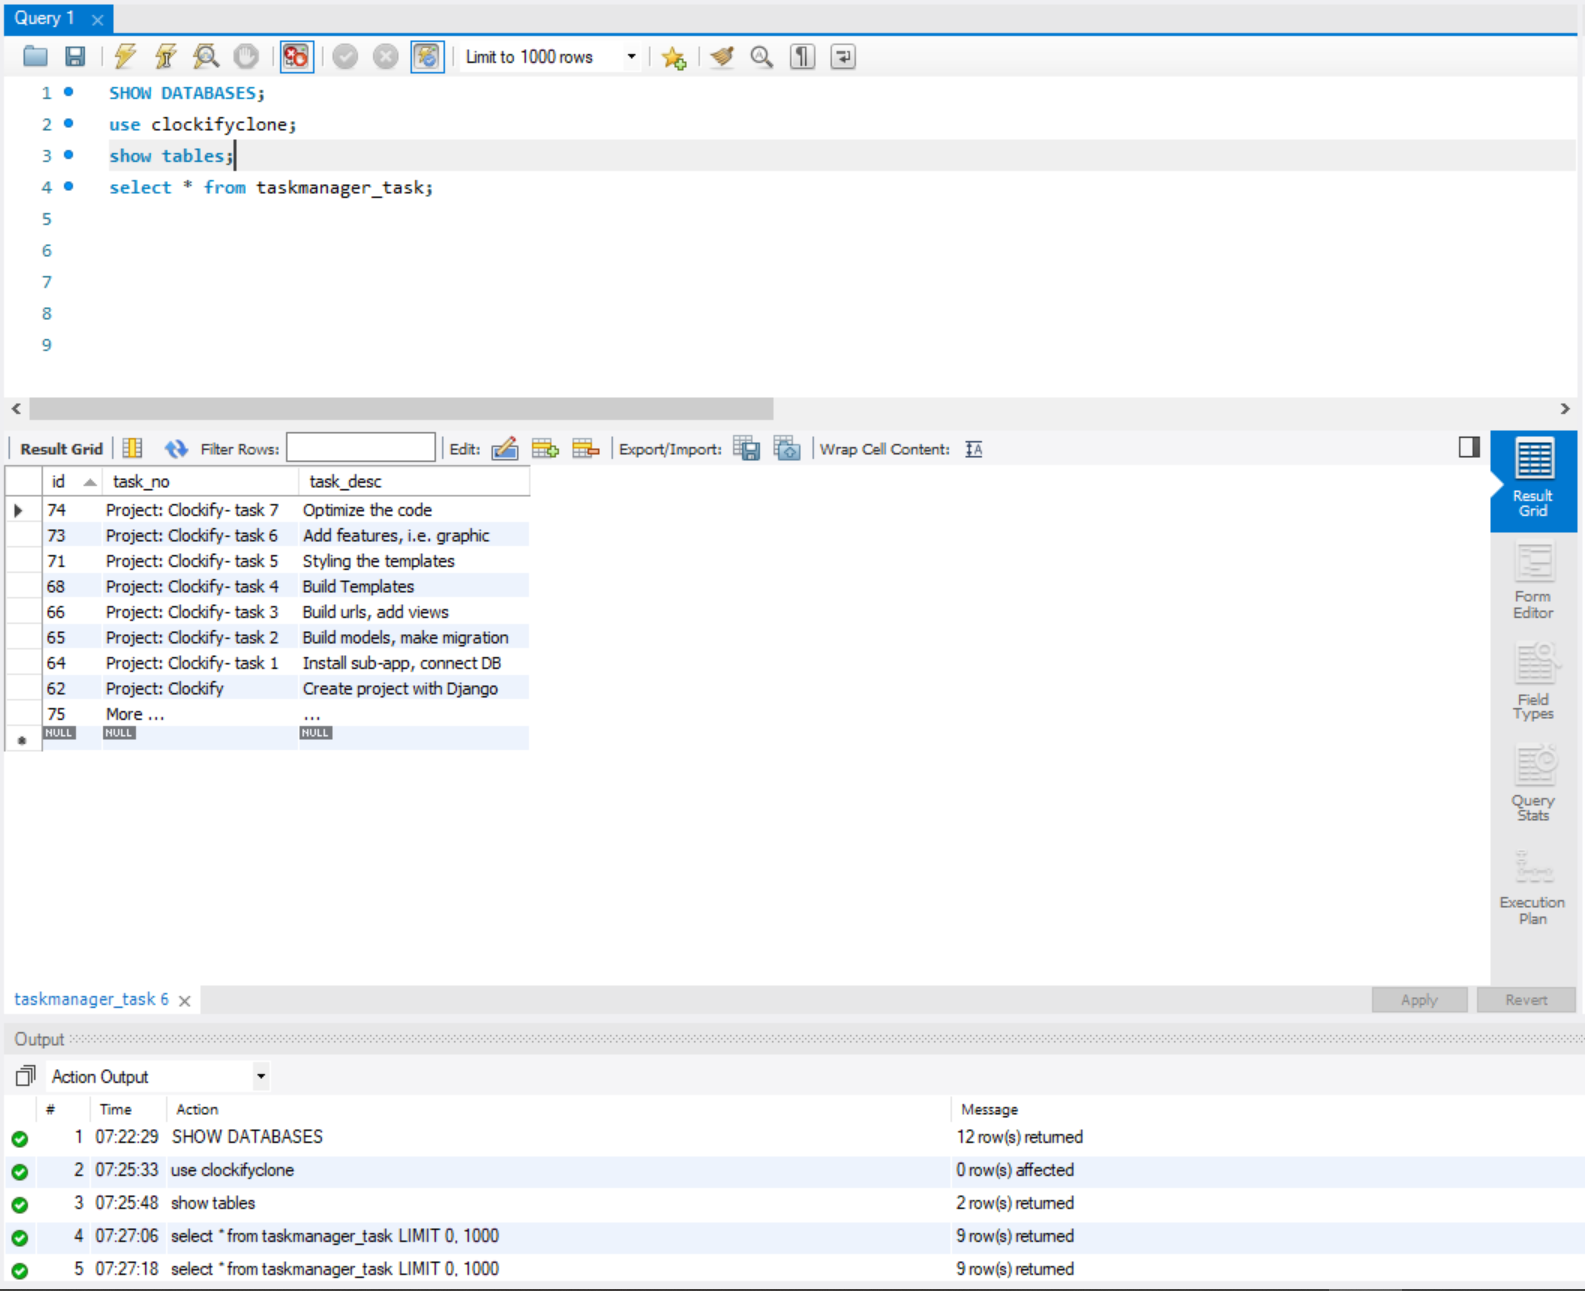 Query 1
Limit to 1000 rows
1 SHOW DATABASES;
2 use clockifyclone;
3 show tables;
4 select * from taskmanager_task;
5
6
7
8
9
Result Grid Filter Rows: Edit: Export/Import: Wrap Cell Content:
id task_no task_desc
74 Project: Clockify- task 7 Optimize the code
73 Project: Clockify- task 6 Add features, i.e. graphic
71 Project: Clockify- task 5 Styling the templates
68 Project: Clockify- task 4 Build Templates
66 Project: Clockify- task 3 Build urls, add views
65 Project: Clockify- task 2 Build models, make migration
64 Project: Clockify- task 1 Install sub-app, connect DB
62 Project: Clockify Create project with Django
75 More ... ...
NULL NULL NULL
Result
Grid
Form
Editor
Field
Types
Query
Stats
Execution
Plan
taskmanager_task 6 Apply Revert
Output
Action Output
# Time Action Message
1 07:22:29 SHOW DATABASES 12 row(s) returned
2 07:25:33 use clockifyclone 0 row(s) affected
3 07:25:48 show tables 2 row(s) returned
4 07:27:06 select * from taskmanager_task LIMIT 0, 1000 9 row(s) returned
5 07:27:18 select * from taskmanager_task LIMIT 0, 1000 9 row(s) returned